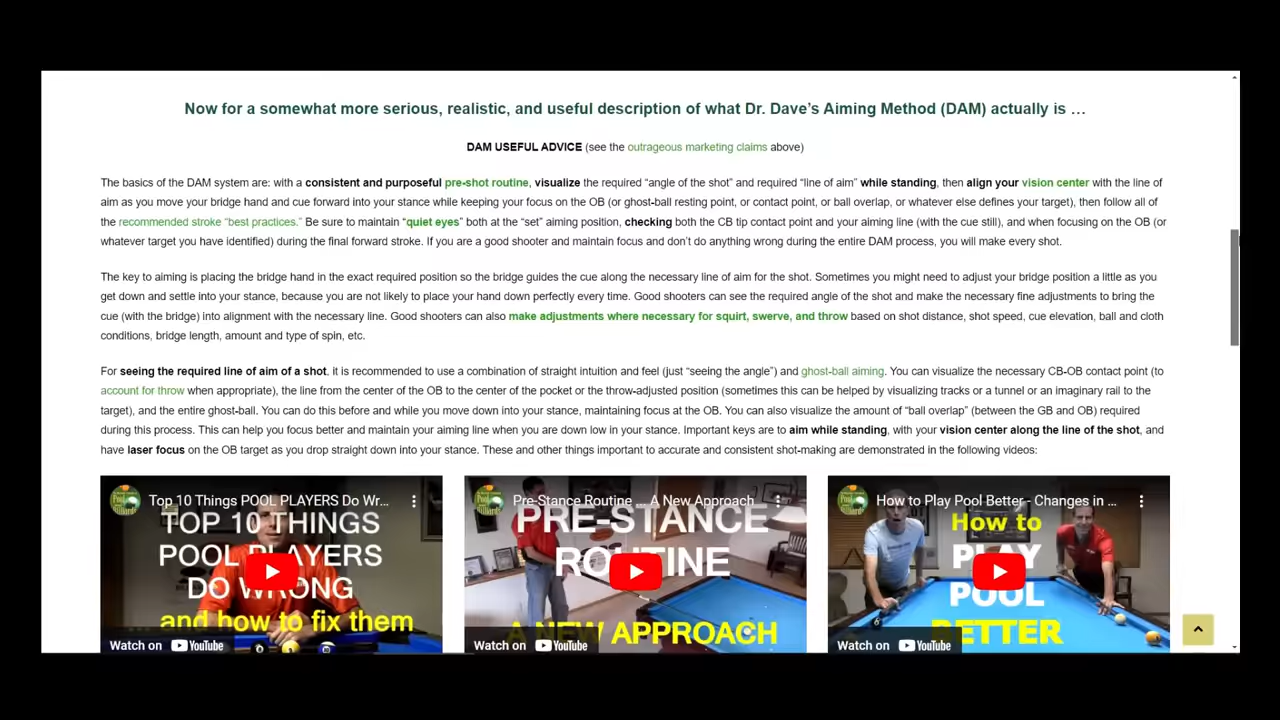 Now for a somewhat more serious, realistic, and useful description of what Dr. Dave’s Aiming Method (DAM) actually is …
DAM USEFUL ADVICE (see the outrageous marketing claims above)
The basics of the DAM system are: with a consistent and purposeful pre-shot routine, visualize the required “angle of the shot” and required “line of aim” while standing, then align your vision center with the line of
aim as you move your bridge hand and cue forward into your stance while keeping your focus on the OB (or ghost-ball resting point, or contact point, or ball overlap, or whatever else defines your target), then follow all of
the recommended stroke “best practices.” Be sure to maintain “quiet eyes” both at the “set” aiming position, checking both the CB tip contact point and your aiming line (with the cue still), and when focusing on the OB (or
whatever target you have identified) during the final forward stroke. If you are a good shooter and maintain focus and don’t do anything wrong during the entire DAM process, you will make every shot.
The key to aiming is placing the bridge hand in the exact required position so the bridge guides the cue along the necessary line of aim for the shot. Sometimes you might need to adjust your bridge position a little as you
get down and settle into your stance, because you are not likely to place your hand down perfectly every time. Good shooters can see the required angle of the shot and make the necessary fine adjustments to bring the
cue (with the bridge) into alignment with the necessary line. Good shooters can also make adjustments where necessary for squirt, swerve, and throw based on shot distance, shot speed, cue elevation, ball and cloth
conditions, bridge length, amount and type of spin, etc.
For seeing the required line of aim of a shot, it is recommended to use a combination of straight intuition and feel (just “seeing the angle”) and ghost-ball aiming. You can visualize the necessary CB-OB contact point (to
account for throw when appropriate), the line from the center of the OB to the center of the pocket or the throw-adjusted position (sometimes this can be helped by visualizing tracks or a tunnel or an imaginary rail to the
target), and the entire ghost-ball. You can do this before and while you move down into your stance, maintaining focus at the OB. You can also visualize the amount of “ball overlap” (between the GB and OB) required
during this process. This can help you focus better and maintain your aiming line when you are down low in your stance. Important keys are to aim while standing, with your vision center along the line of the shot, and
have laser focus on the OB target as you drop straight down into your stance. These and other things important to accurate and consistent shot-making are demonstrated in the following videos:
Top 10 Things POOL PLAYERS Do Wr...
TOP 10 THINGS
POOL PLAYERS
DO WRONG
and how to fix them
Watch on YouTube
Pre-Stance Routine ... A New Approach
PRE-STANCE
ROUTINE
A NEW APPROACH
Watch on YouTube
How to Play Pool Better - Changes in ...
How to
PLAY
POOL
BETTER
Watch on YouTube